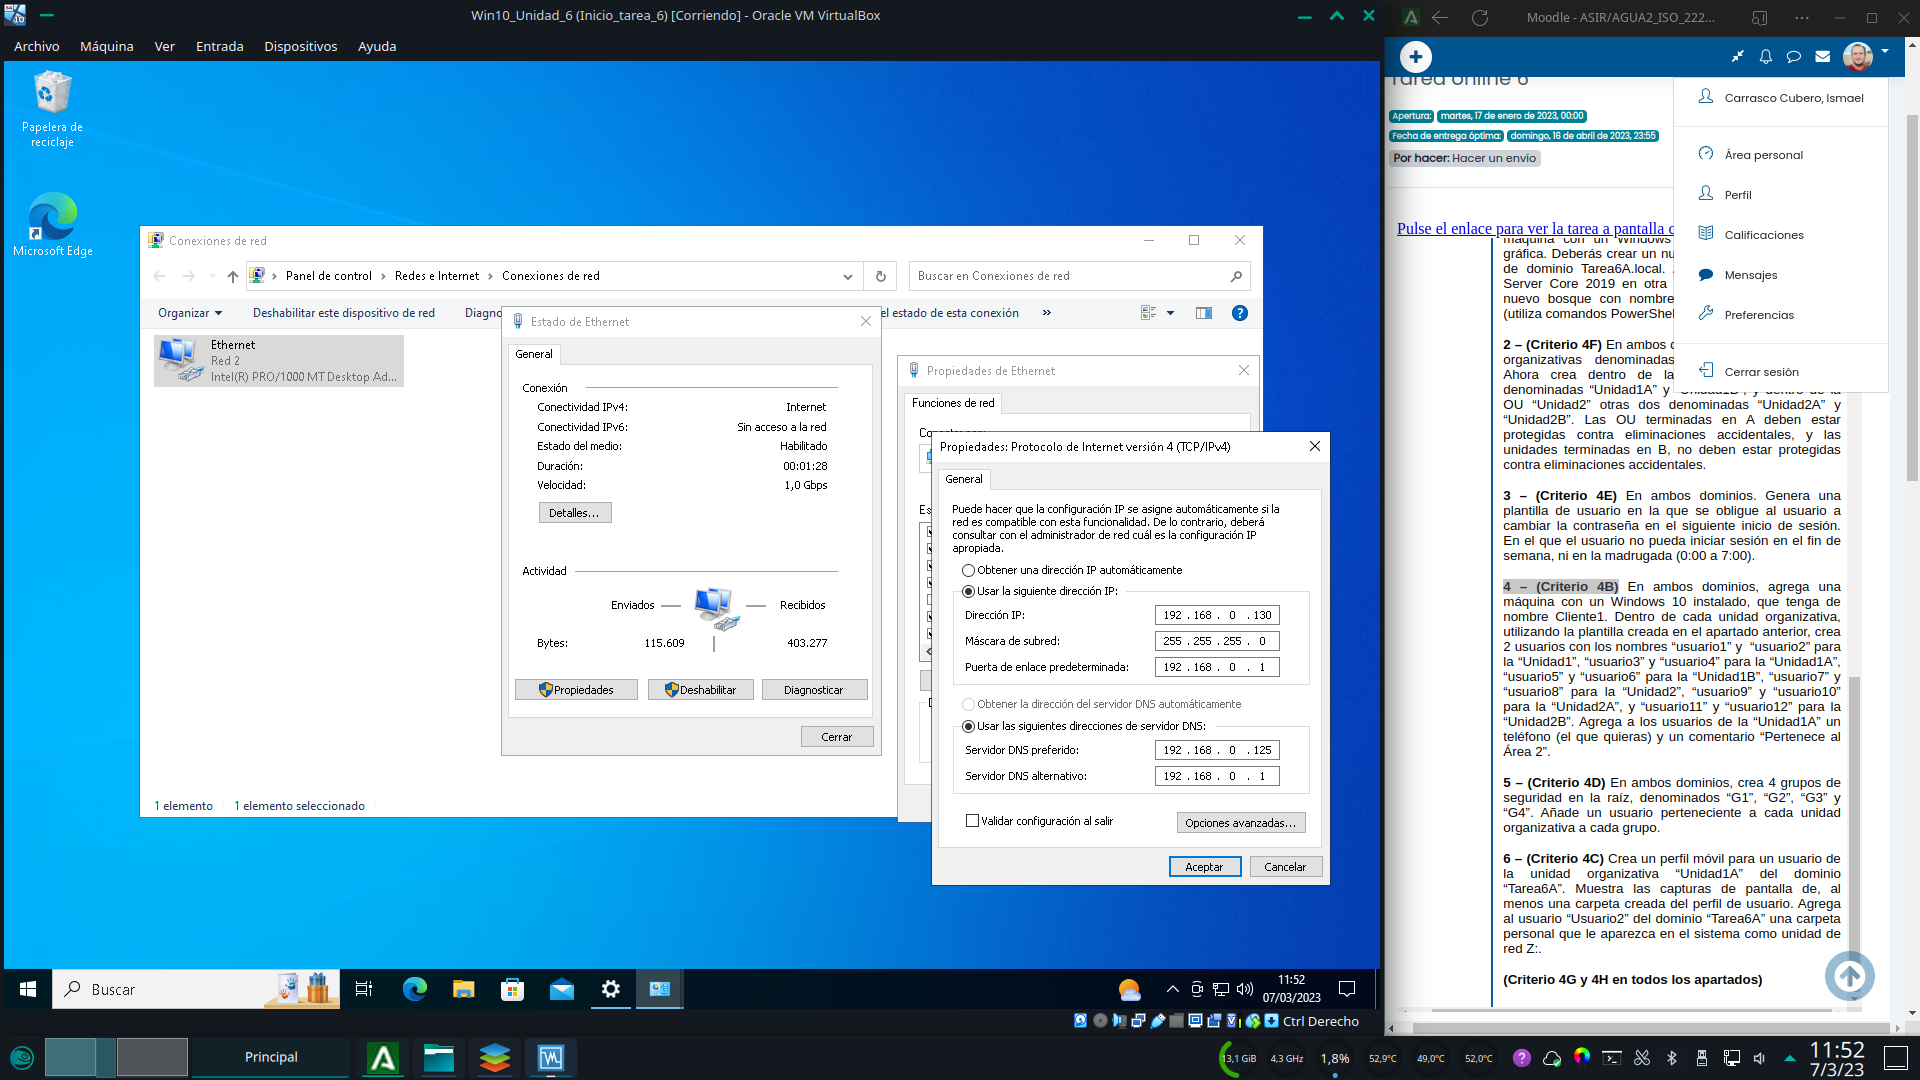 Win10_Unidad_6 (Inicio_tarea_6) [Corriendo] - Oracle VM VirtualBox
Archivo Máquina Ver Entrada Dispositivos Ayuda
Papelera de
reciclaje
Microsoft Edge
Conexiones de red
Panel de control > Redes e Internet > Conexiones de red
Buscar en Conexiones de red
Organizar
Deshabilitar este dispositivo de red
Diagno
el estado de esta conexión
»
Ethernet
Red 2
Intel(R) PRO/1000 MT Desktop Ad...
1 elemento
1 elemento seleccionado
Estado de Ethernet
General
Conexión
Conectividad IPv4: Internet
Conectividad IPv6: Sin acceso a la red
Estado del medio: Habilitado
Duración: 00:01:28
Velocidad: 1,0 Gbps
Detalles...
Actividad
Enviados
Recibidos
Bytes: 115.609 403.277
Propiedades
Deshabilitar
Diagnosticar
Cerrar
Propiedades de Ethernet
Funciones de red
Es
Propiedades: Protocolo de Internet versión 4 (TCP/IPv4)
General
Puede hacer que la configuración IP se asigne automáticamente si la
red es compatible con esta funcionalidad. De lo contrario, deberá
consultar con el administrador de red cuál es la configuración IP
apropiada.
Obtener una dirección IP automáticamente
Usar la siguiente dirección IP:
Dirección IP: 192 . 168 . 0 . 130
Máscara de subred: 255 . 255 . 255 . 0
Puerta de enlace predeterminada: 192 . 168 . 0 . 1
Obtener la dirección del servidor DNS automáticamente
Usar las siguientes direcciones de servidor DNS:
Servidor DNS preferido: 192 . 168 . 0 . 125
Servidor DNS alternativo: 192 . 168 . 0 . 1
Validar configuración al salir
Opciones avanzadas...
Aceptar
Cancelar
Buscar
11:52
07/03/2023
Ctrl Derecho
Moodle - ASIR/AGUA2_ISO_222...
Tarea online 6
Apertura: martes, 17 de enero de 2023, 00:00
Fecha de entrega óptima: domingo, 16 de abril de 2023, 23:55
Por hacer: Hacer un envío
Carrasco Cubero, Ismael
Área personal
Perfil
Calificaciones
Mensajes
Preferencias
Cerrar sesión
Pulse el enlace para ver la tarea a pantalla c
máquina con un Windows
gráfica. Deberás crear un nu
de dominio Tarea6A.local.
Server Core 2019 en otra
nuevo bosque con nombre
(utiliza comandos PowerShel
2 – (Criterio 4F) En ambos d
organizativas denominadas
Ahora crea dentro de la
denominadas “Unidad1A” y “Unidad1B”, y dentro de la
OU “Unidad2” otras dos denominadas “Unidad2A” y
“Unidad2B”. Las OU terminadas en A deben estar
protegidas contra eliminaciones accidentales, y las
unidades terminadas en B, no deben estar protegidas
contra eliminaciones accidentales.
3 – (Criterio 4E) En ambos dominios. Genera una
plantilla de usuario en la que se obligue al usuario a
cambiar la contraseña en el siguiente inicio de sesión.
En el que el usuario no pueda iniciar sesión en el fin de
semana, ni en la madrugada (0:00 a 7:00).
4 – (Criterio 4B) En ambos dominios, agrega una
máquina con un Windows 10 instalado, que tenga de
nombre Cliente1. Dentro de cada unidad organizativa,
utilizando la plantilla creada en el apartado anterior, crea
2 usuarios con los nombres “usuario1” y “usuario2” para
la “Unidad1”, “usuario3” y “usuario4” para la “Unidad1A”,
“usuario5” y “usuario6” para la “Unidad1B”, “usuario7” y
“usuario8” para la “Unidad2”, “usuario9” y “usuario10”
para la “Unidad2A”, y “usuario11” y “usuario12” para la
“Unidad2B”. Agrega a los usuarios de la “Unidad1A” un
teléfono (el que quieras) y un comentario “Pertenece al
Área 2”.
5 – (Criterio 4D) En ambos dominios, crea 4 grupos de
seguridad en la raíz, denominados “G1”, “G2”, “G3” y
“G4”. Añade un usuario perteneciente a cada unidad
organizativa a cada grupo.
6 – (Criterio 4C) Crea un perfil móvil para un usuario de
la unidad organizativa “Unidad1A” del dominio
“Tarea6A”. Muestra las capturas de pantalla de, al
menos una carpeta creada del perfil de usuario. Agrega
al usuario “Usuario2” del dominio “Tarea6A” una carpeta
personal que le aparezca en el sistema como unidad de
red Z:.
(Criterio 4G y 4H en todos los apartados)
Principal
13,1 GiB
4,3 GHz
1,8%
52,9°C
49,0°C
52,0°C
11:52
7/3/23